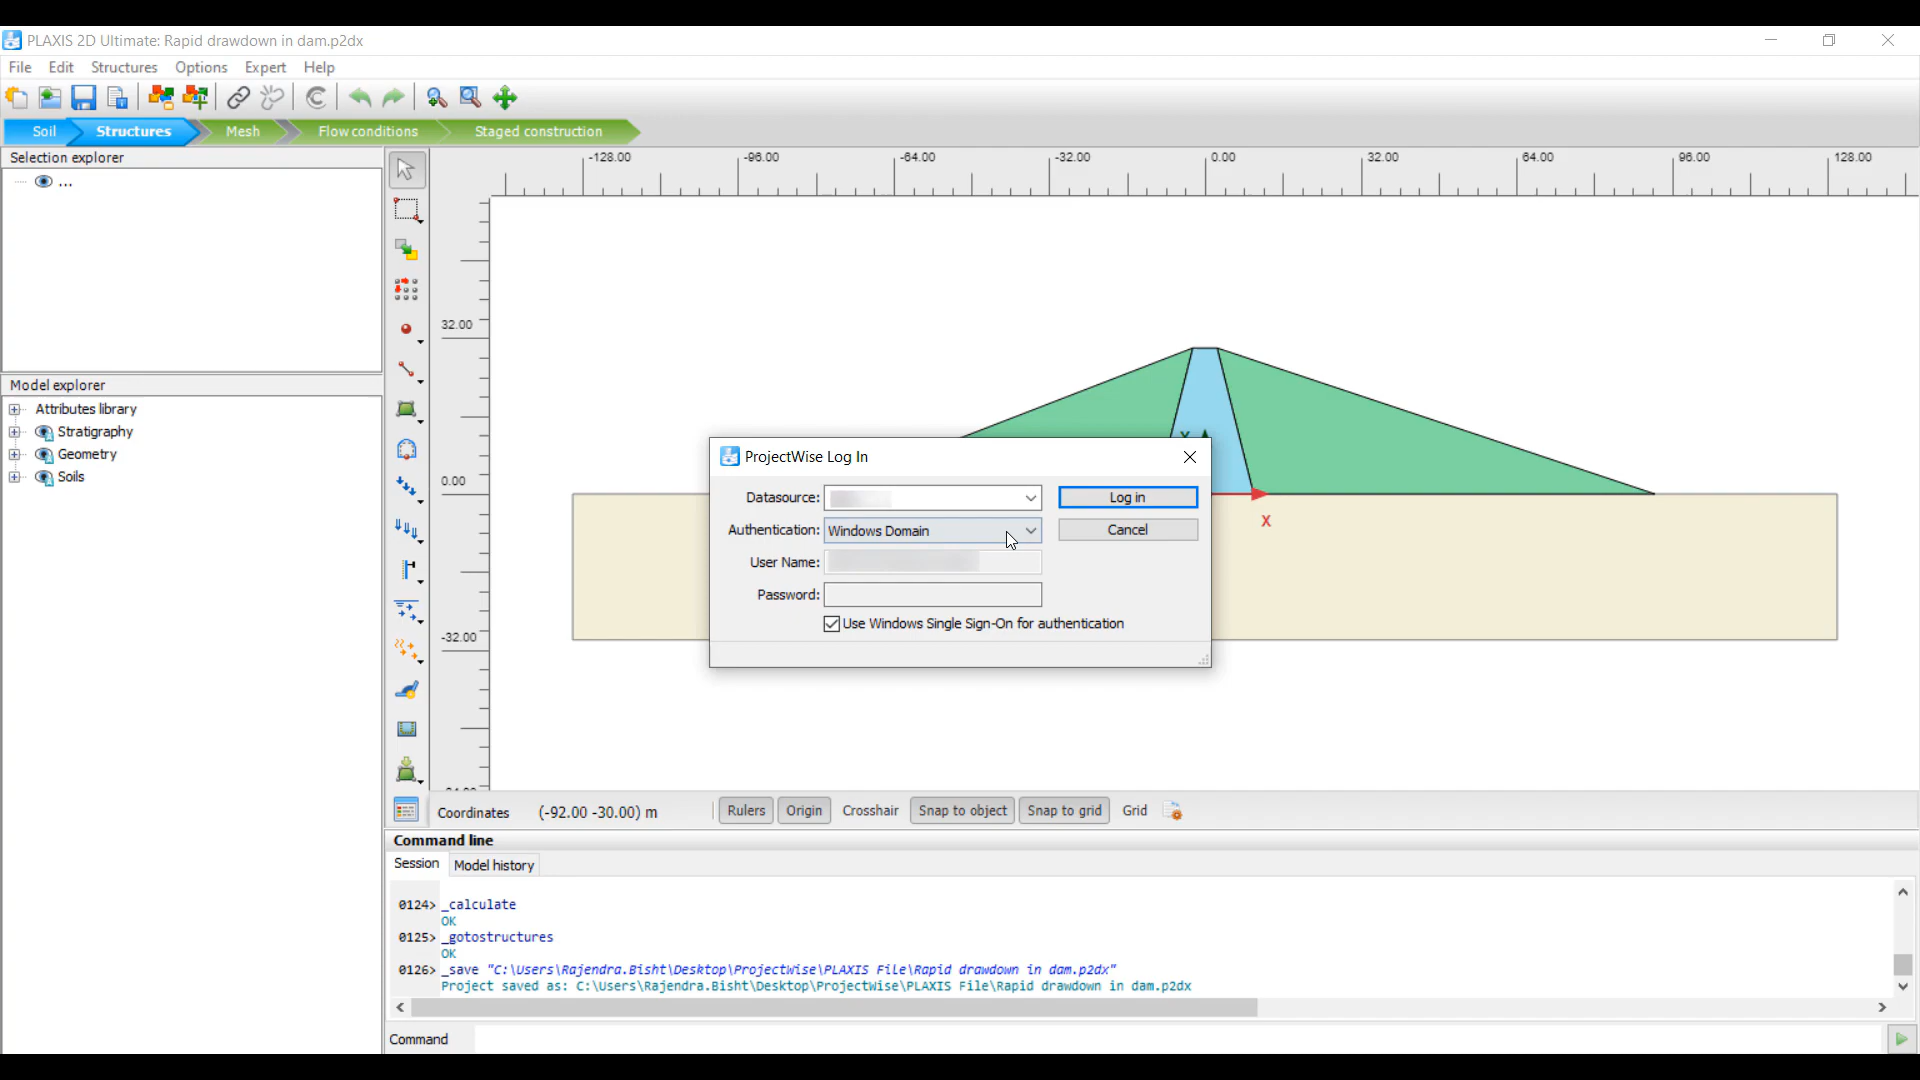 PLAXIS 2D Ultimate: Rapid drawdown in dam.p2dx
File Edit Structures Options Expert Help
Soil Structures Mesh Flow conditions Staged construction
Selection explorer
...
Model explorer
Attributes library
Stratigraphy
Geometry
Soils
-128.00 -96.00 -64.00 -32.00 0.00 32.00 64.00 96.00 128.00
32.00
0.00
-32.00
x
ProjectWise Log In
Datasource: Log in
Authentication: Windows Domain Cancel
User Name:
Password:
Use Windows Single Sign-On for authentication
Coordinates (-92.00 -30.00) m Rulers Origin Crosshair Snap to object Snap to grid Grid
Command line
Session Model history
0124> _calculate
OK
0125> _gotostructures
OK
0126> _save "C:\Users\Rajendra.Bisht\Desktop\ProjectWise\PLAXIS File\Rapid drawdown in dam.p2dx"
Project saved as: C:\Users\Rajendra.Bisht\Desktop\ProjectWise\PLAXIS File\Rapid drawdown in dam.p2dx
Command